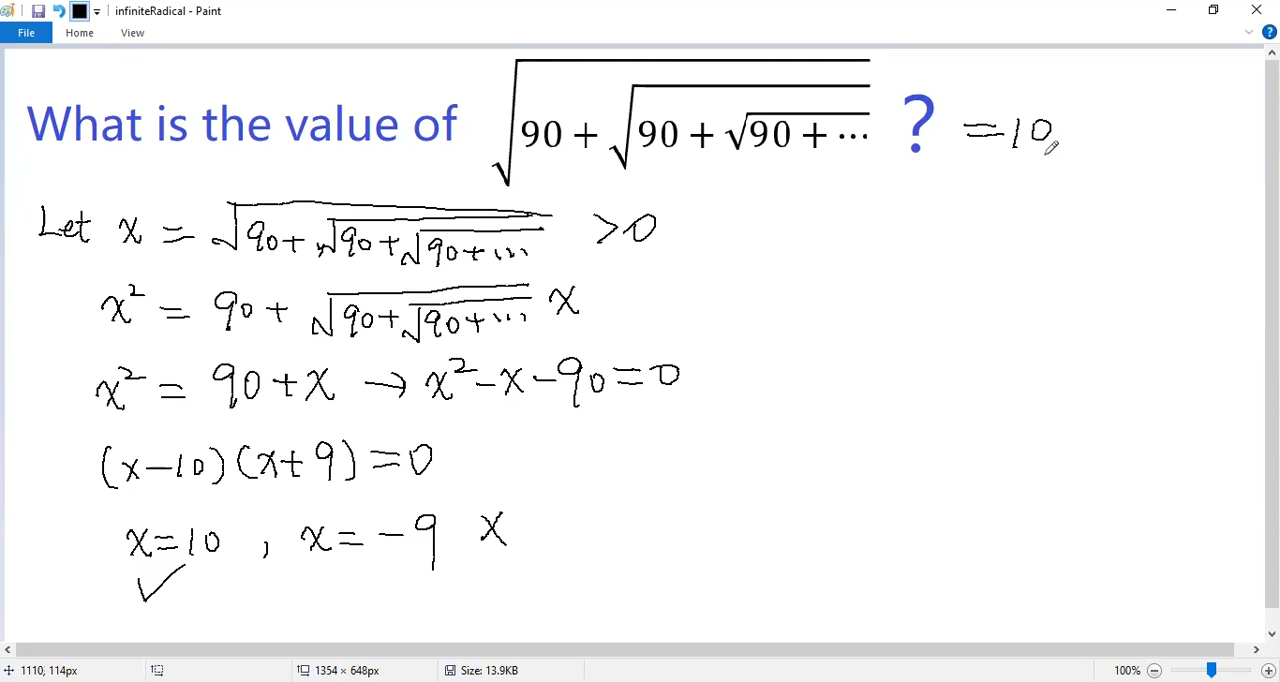 infiniteRadical - Paint
File Home View
What is the value of √(90 + √(90 + √(90 + ⋯))) ? = 10
Let x = √(90+√(90+√(90+⋯))) > 0
x² = 90 + √(90+√(90+⋯)) x
x² = 90 + x → x² - x - 90 = 0
(x - 10) (x + 9) = 0
x = 10 , x = -9 X
✓
1110, 114px 1354 × 648px Size: 13.9KB 100%